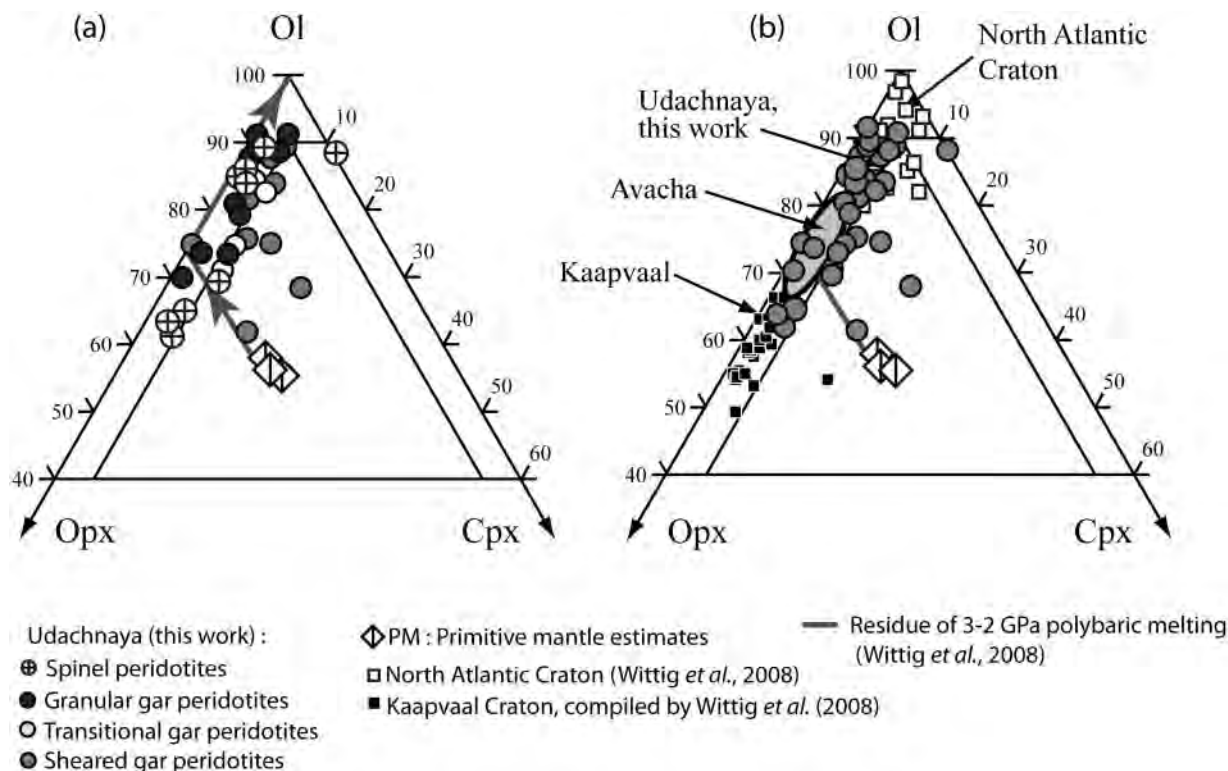 (a)
Ol
100
90
80
70
60
50
40
10
20
30
40
50
60
Opx
Cpx
(b)
Ol
North Atlantic
Craton
Udachnaya,
this work
Avacha
Kaapvaal
100
90
80
70
60
50
40
10
20
30
40
50
60
Opx
Cpx
Udachnaya (this work) :
Spinel peridotites
Granular gar peridotites
Transitional gar peridotites
Sheared gar peridotites
PM : Primitive mantle estimates
North Atlantic Craton (Wittig et al., 2008)
Kaapvaal Craton, compiled by Wittig et al. (2008)
Residue of 3-2 GPa polybaric melting
(Wittig et al., 2008)